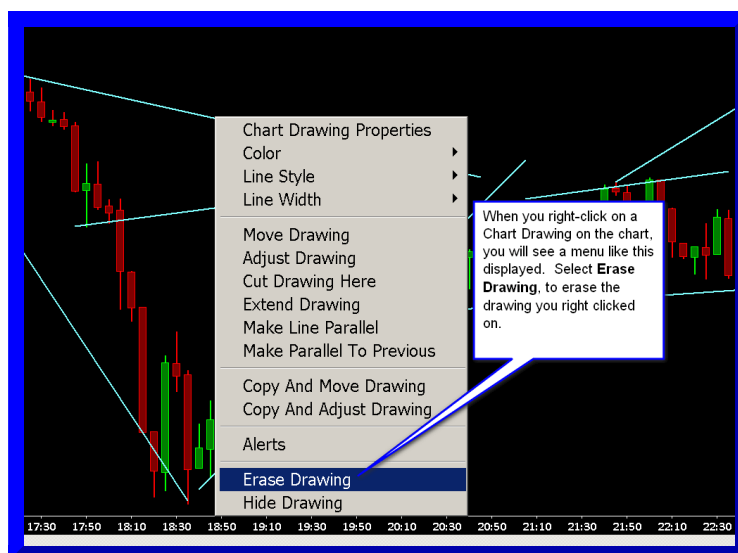 Chart Drawing Properties
Color
Line Style
Line Width
Move Drawing
Adjust Drawing
Cut Drawing Here
Extend Drawing
Make Line Parallel
Make Parallel To Previous
Copy And Move Drawing
Copy And Adjust Drawing
Alerts
Erase Drawing
Hide Drawing
When you right-click on a
Chart Drawing on the chart,
you will see a menu like this
displayed.  Select Erase
Drawing, to erase the
drawing you right clicked
on.
17:30 17:50 18:10 18:30 18:50 19:10 19:30 19:50 20:10 20:30 20:50 21:10 21:30 21:50 22:10 22:30